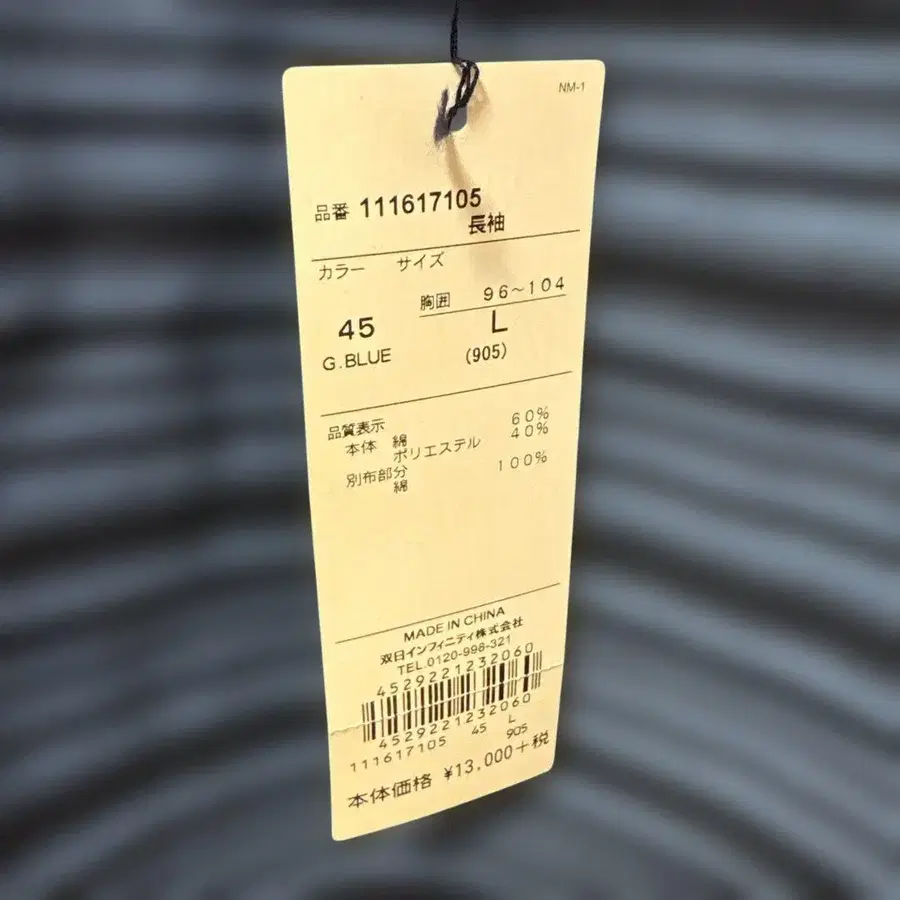 NM-1
品番 111617105
長袖
カラー サイズ
胸囲 96~104
45 L
G.BLUE (905)
品質表示
本体 綿 60%
ポリエステル 40%
別布部分
綿 100%
MADE IN CHINA
双日インフィニティ株式会社
TEL.0120-998-321
4529221232060
4529221232060
111617105 45 L
905
本体価格 ¥13,000+税